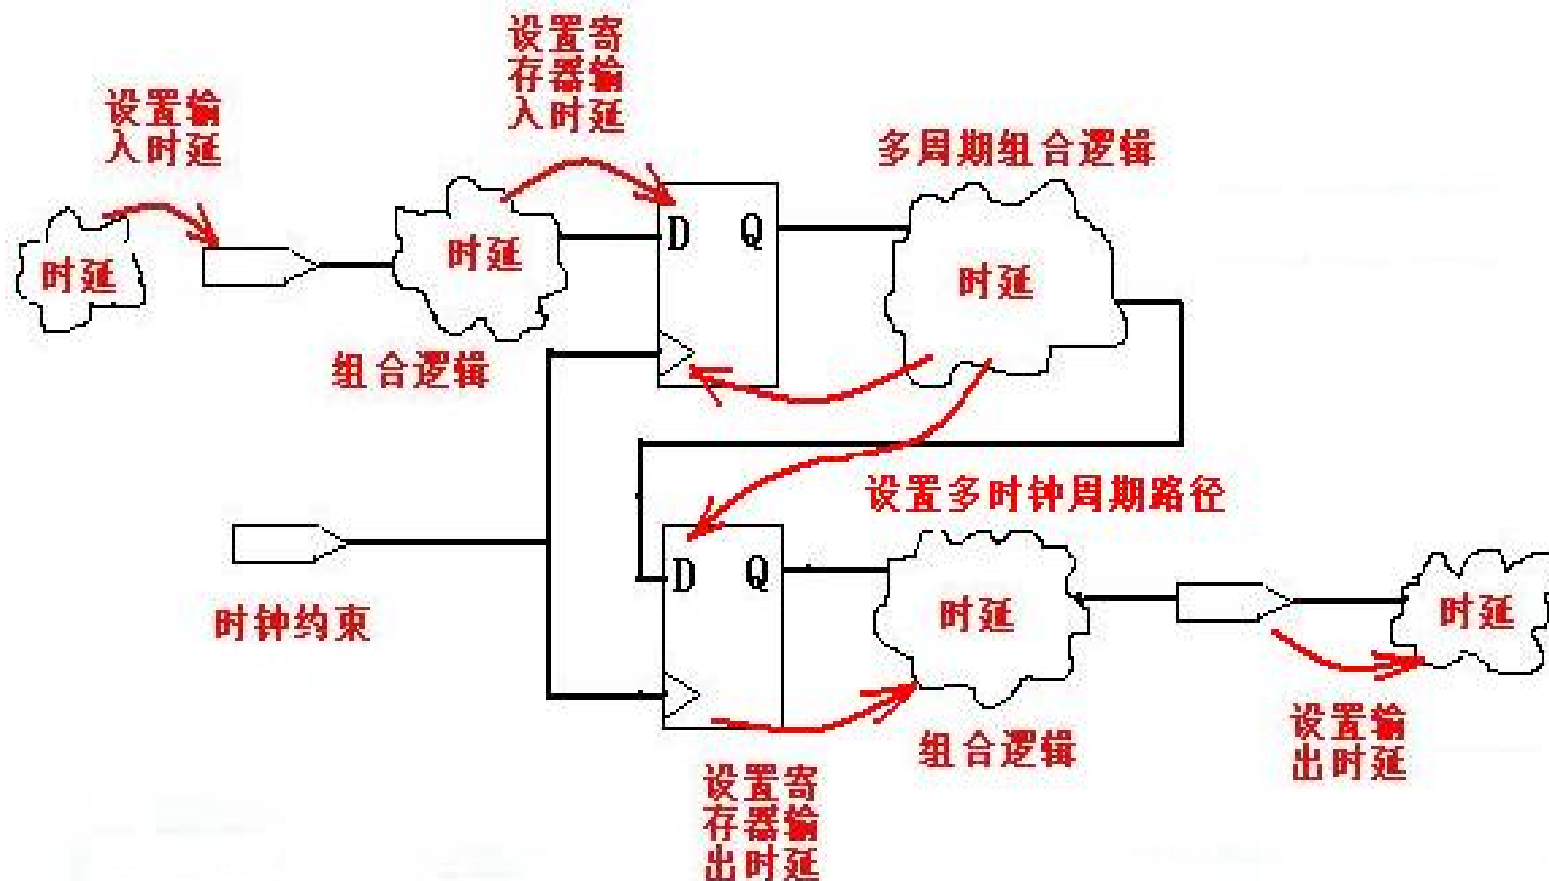 设置寄
存器输
入时延
设置输
入时延
多周期组合逻辑
时延
时延
D
Q
时延
组合逻辑
设置多时钟周期路径
D
Q
时延
时延
时钟约束
组合逻辑
设置输
出时延
设置寄
存器输
出时延